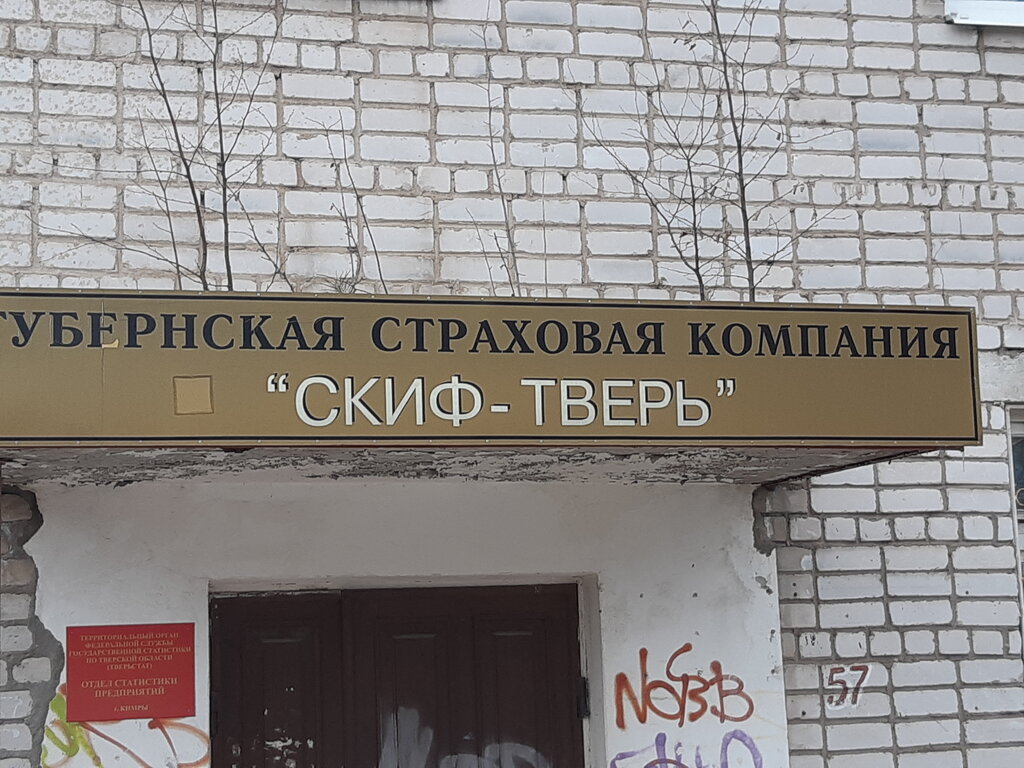 ГУБЕРНСКАЯ СТРАХОВАЯ КОМПАНИЯ
"СКИФ-ТВЕРЬ"
ТЕРРИТОРИАЛЬНЫЙ ОРГАН
ФЕДЕРАЛЬНОЙ СЛУЖБЫ
ГОСУДАРСТВЕННОЙ СТАТИСТИКИ
ПО ТВЕРСКОЙ ОБЛАСТИ
(ТВЕРЬСТАТ)
ОТДЕЛ СТАТИСТИКИ
ПРЕДПРИЯТИЙ
г. КИМРЫ
57